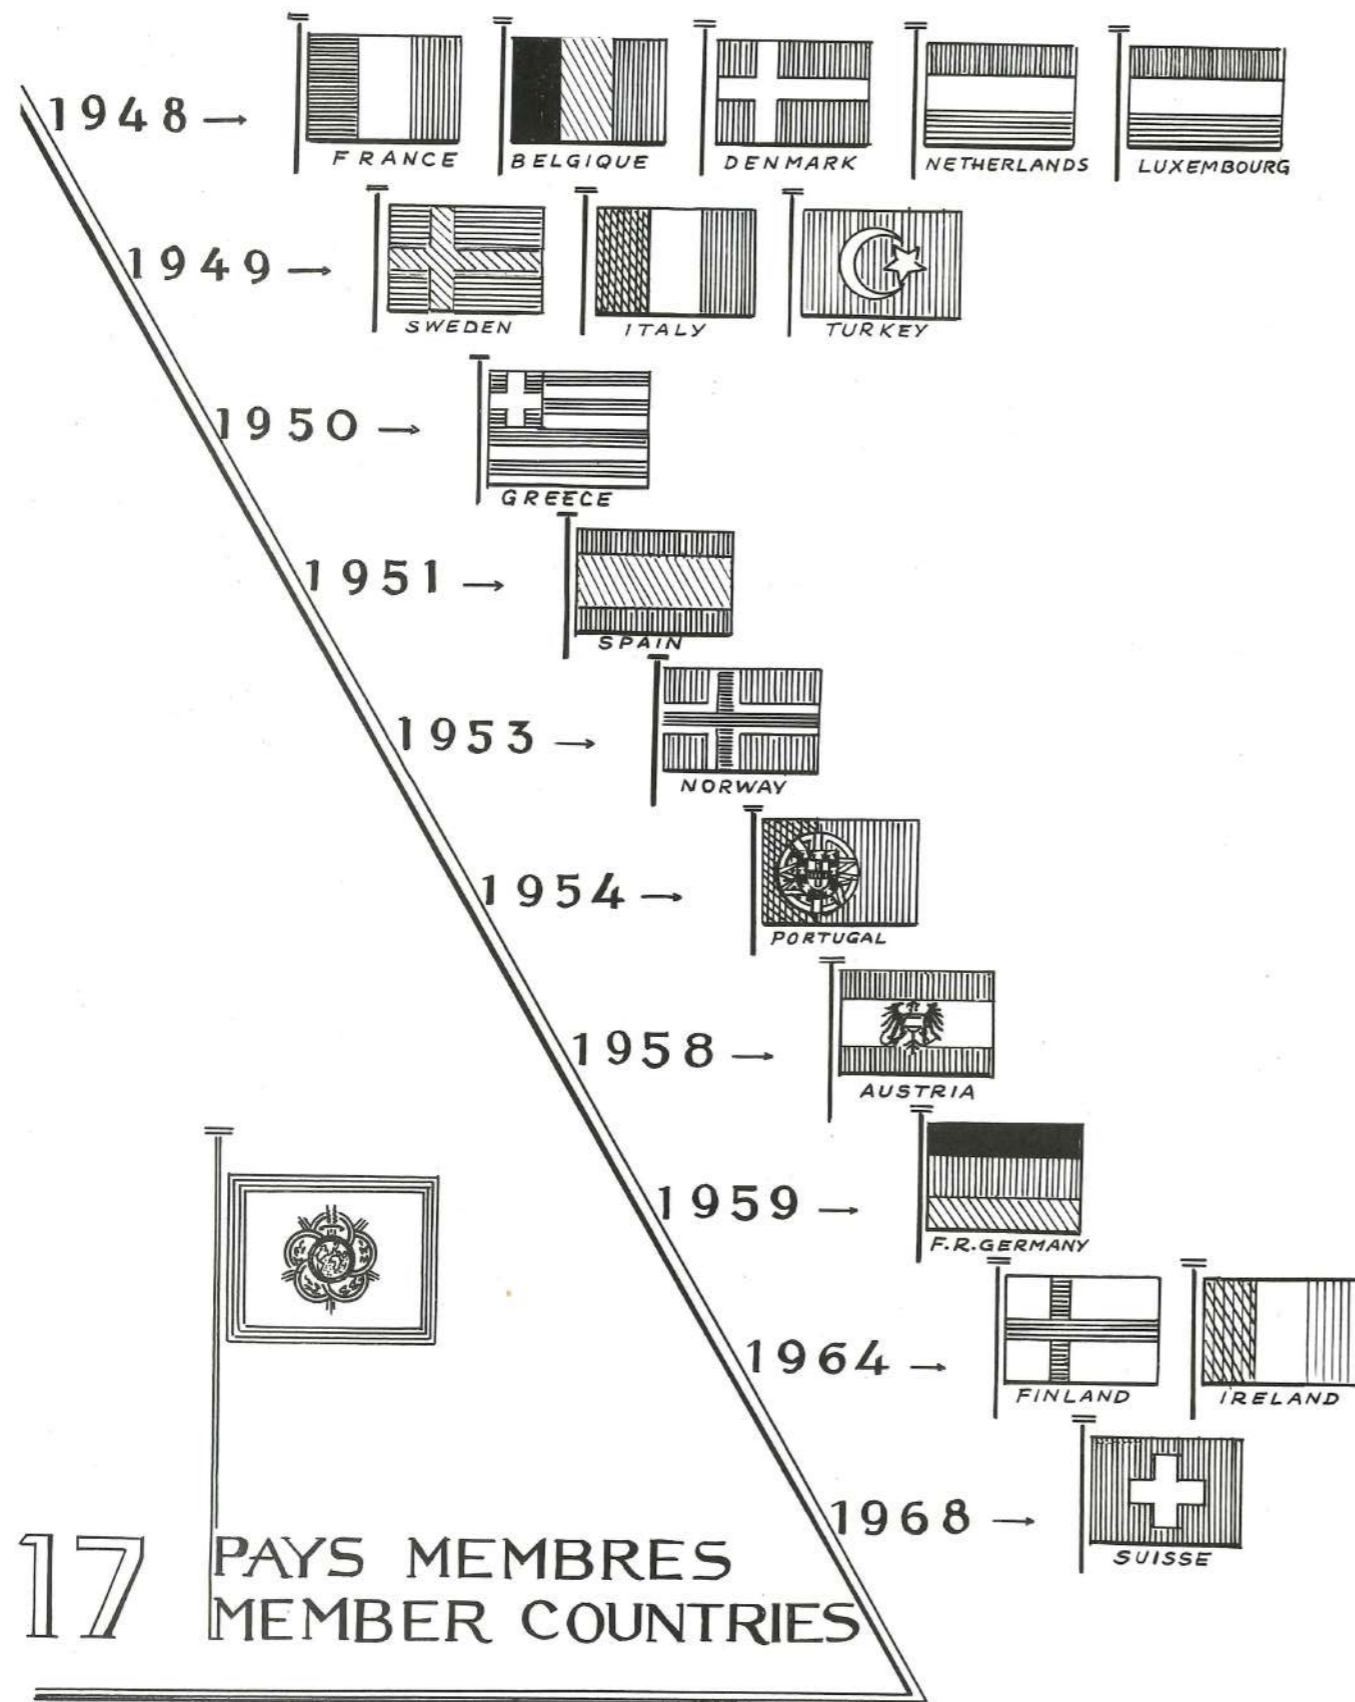 1948 →
FRANCE
BELGIQUE
DENMARK
NETHERLANDS
LUXEMBOURG
1949 →
SWEDEN
ITALY
TURKEY
1950 →
GREECE
1951 →
SPAIN
1953 →
NORWAY
1954 →
PORTUGAL
1958 →
AUSTRIA
1959 →
F.R.GERMANY
1964 →
FINLAND
IRELAND
1968 →
SUISSE
17 PAYS MEMBRES
MEMBER COUNTRIES